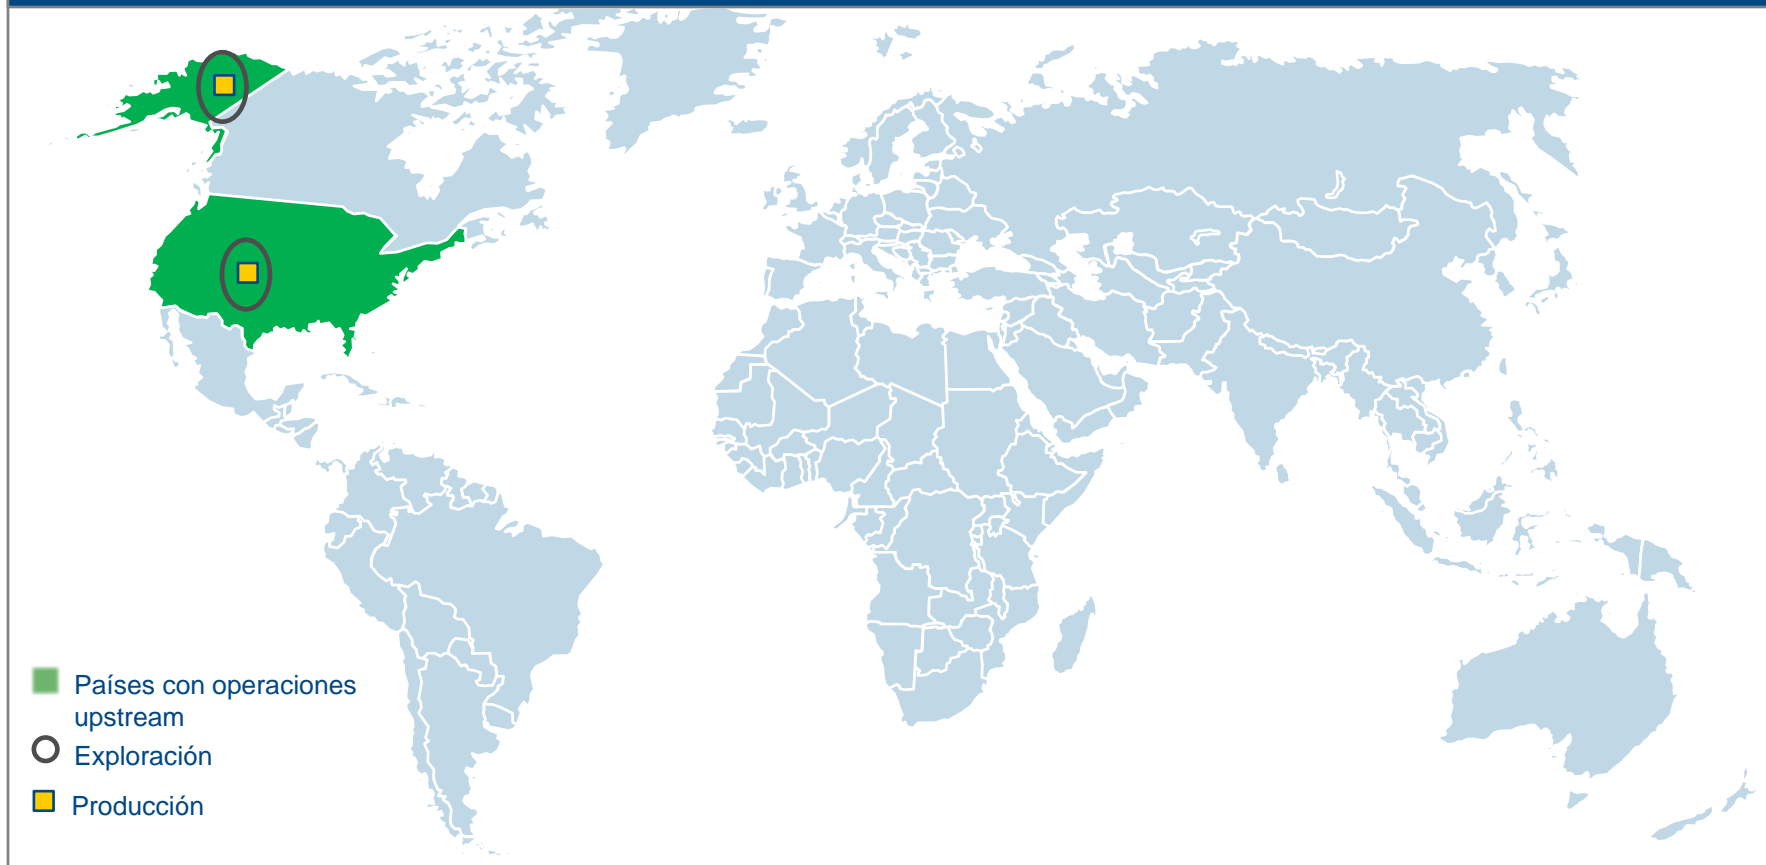 Países con operaciones
upstream
Exploración
Producción